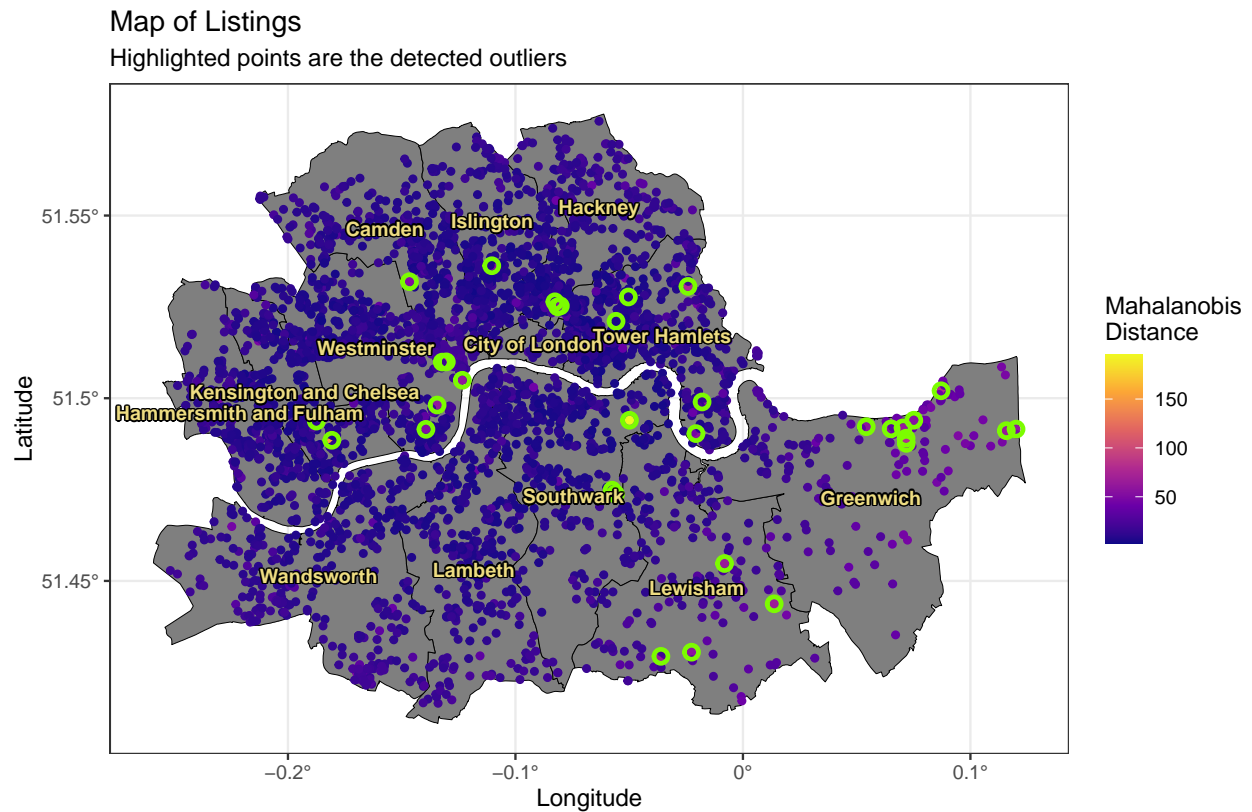 Map of Listings
Highlighted points are the detected outliers
Hackney
Islington
Camden
51.55°
Tower Hamlets
City of London
Westminster
Kensington and Chelsea
Hammersmith and Fulham
51.5°
Southwark
Greenwich
Lambeth
Wandsworth
Lewisham
51.45°
Latitude
−0.2°
−0.1°
0°
0.1°
Longitude
Mahalanobis
Distance
150
100
50